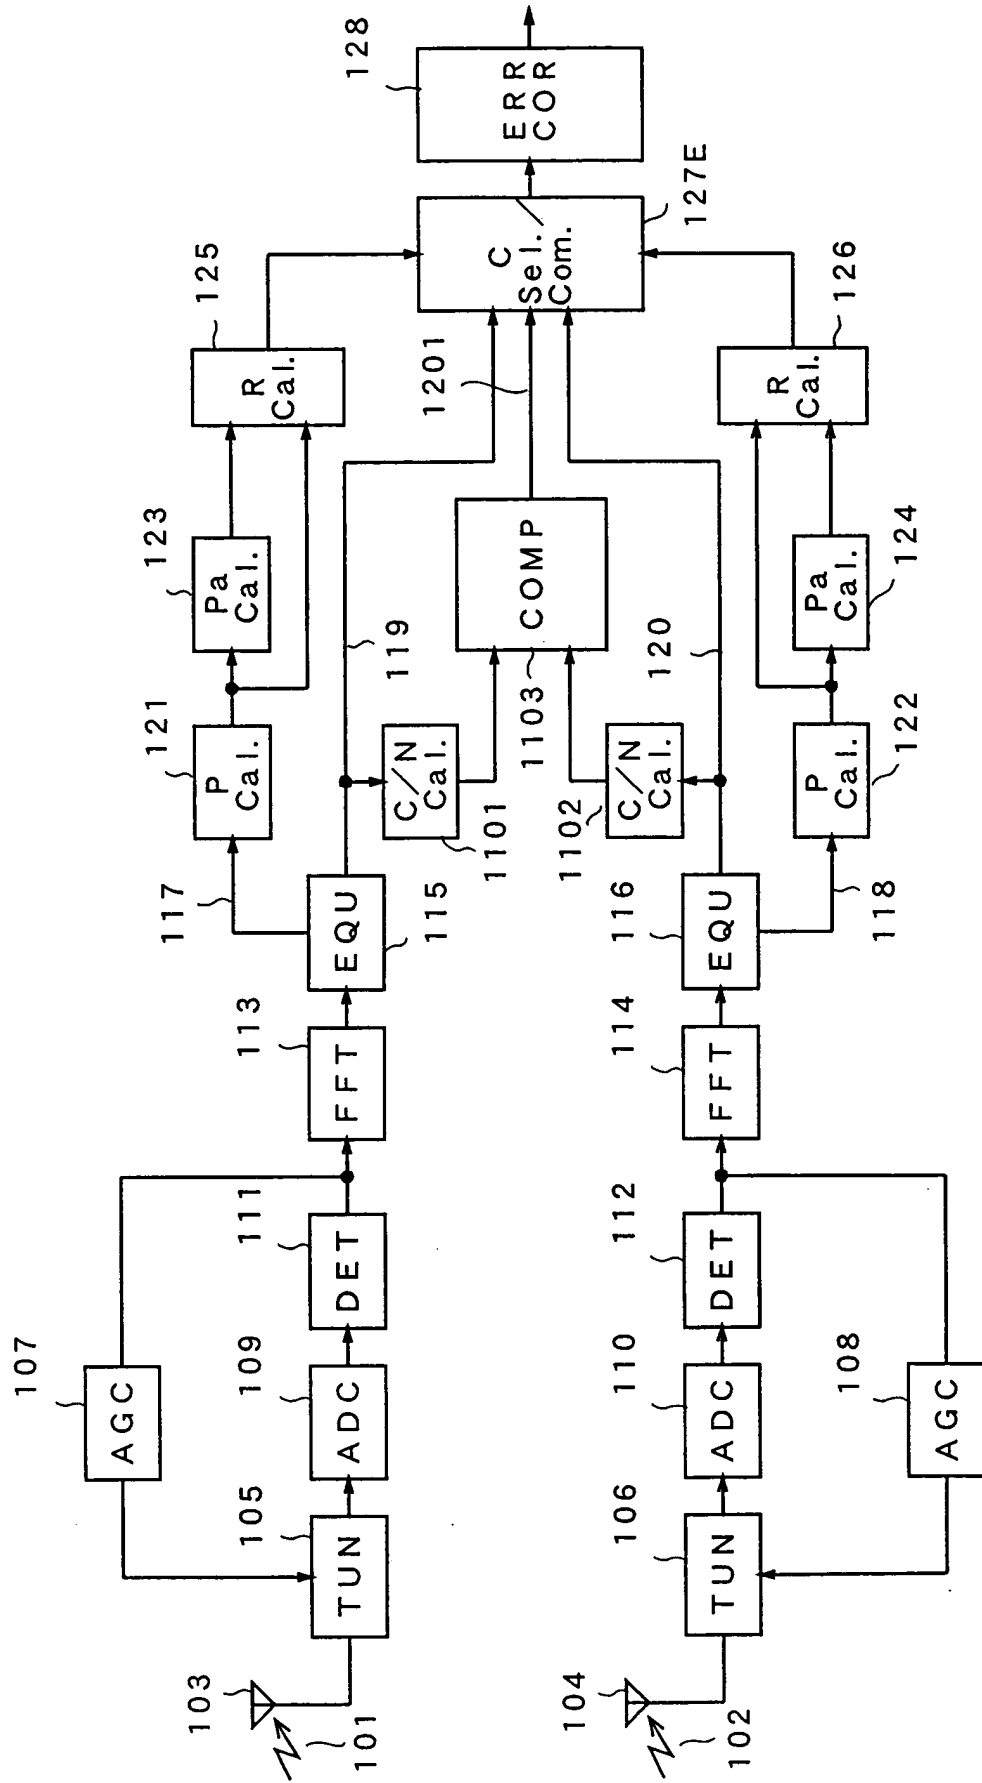 107
AGC
103
101
105
TUN
109
ADC
111
DET
113
FFT
115
EQU
117
121
P
Cal.
123
Pa
Cal.
125
R
Cal.
119
C/N
Cal.
1101
1103
COMP
1201
C
Sel./
Com.
127E
128
ERR
COR
104
102
106
TUN
110
ADC
112
DET
114
FFT
116
EQU
1102
C/N
Cal.
120
118
122
P
Cal.
124
Pa
Cal.
126
R
Cal.
108
AGC